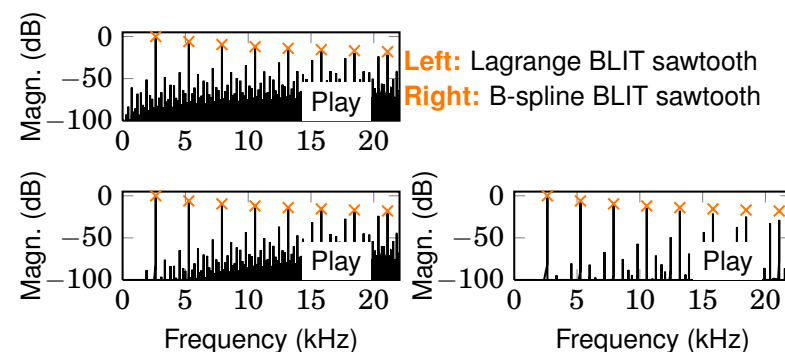 Magn. (dB)
0
−50
−100
Play
0 5 10 15 20
Left: Lagrange BLIT sawtooth
Right: B-spline BLIT sawtooth
Magn. (dB)
0
−50
−100
Play
0 5 10 15 20
Frequency (kHz)
Magn. (dB)
0
−50
−100
Play
0 5 10 15 20
Frequency (kHz)